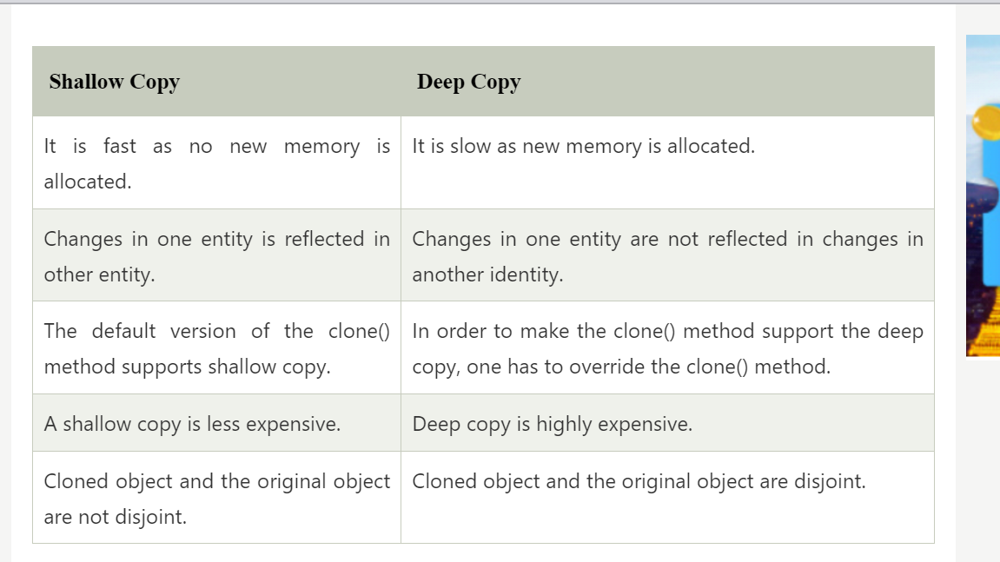 Shallow Copy
Deep Copy
It is fast as no new memory is
allocated.
It is slow as new memory is allocated.
Changes in one entity is reflected in
other entity.
Changes in one entity are not reflected in changes in
another identity.
The default version of the clone()
method supports shallow copy.
In order to make the clone() method support the deep
copy, one has to override the clone() method.
A shallow copy is less expensive.
Deep copy is highly expensive.
Cloned object and the original object
are not disjoint.
Cloned object and the original object are disjoint.